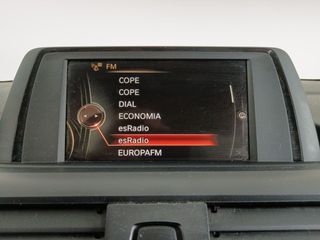 FM
COPE
COPE
DIAL
ECONOMIA
esRadio
esRadio
EUROPAFM